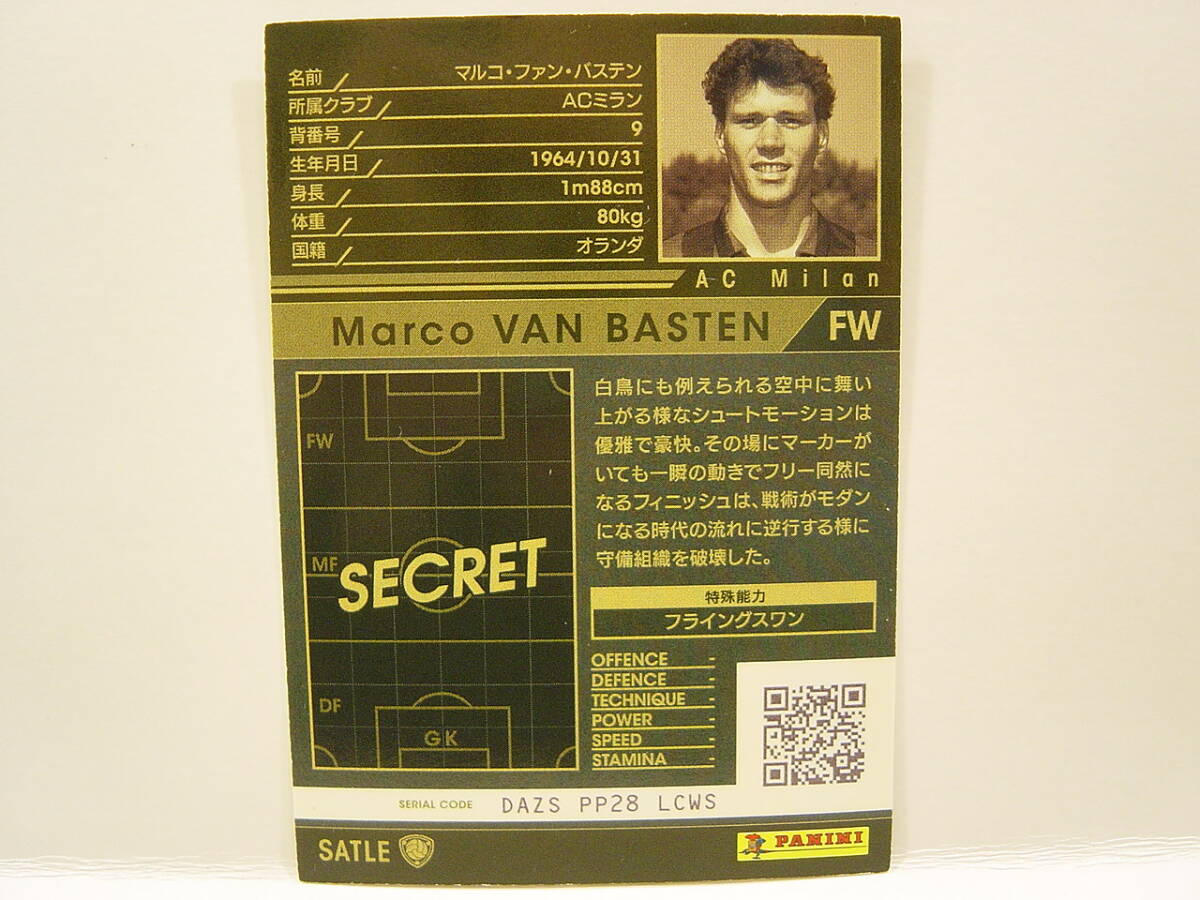 名前 マルコ・ファン・バステン
所属クラブ ACミラン
背番号 9
生年月日 1964/10/31
身長 1m88cm
体重 80kg
国籍 オランダ
AC Milan
Marco VAN BASTEN FW
白鳥にも例えられる空中に舞い
上がる様なシュートモーションは
優雅で豪快。その場にマーカーが
いても一瞬の動きでフリー同然に
なるフィニッシュは、戦術がモダン
になる時代の流れに逆行する様に
守備組織を破壊した。
FW
MF
SECRET
DF
GK
特殊能力
フライングスワン
OFFENCE -
DEFENCE -
TECHNIQUE -
POWER -
SPEED -
STAMINA -
SERIAL CODE DAZS PP28 LCWS
SATLE
PANINI